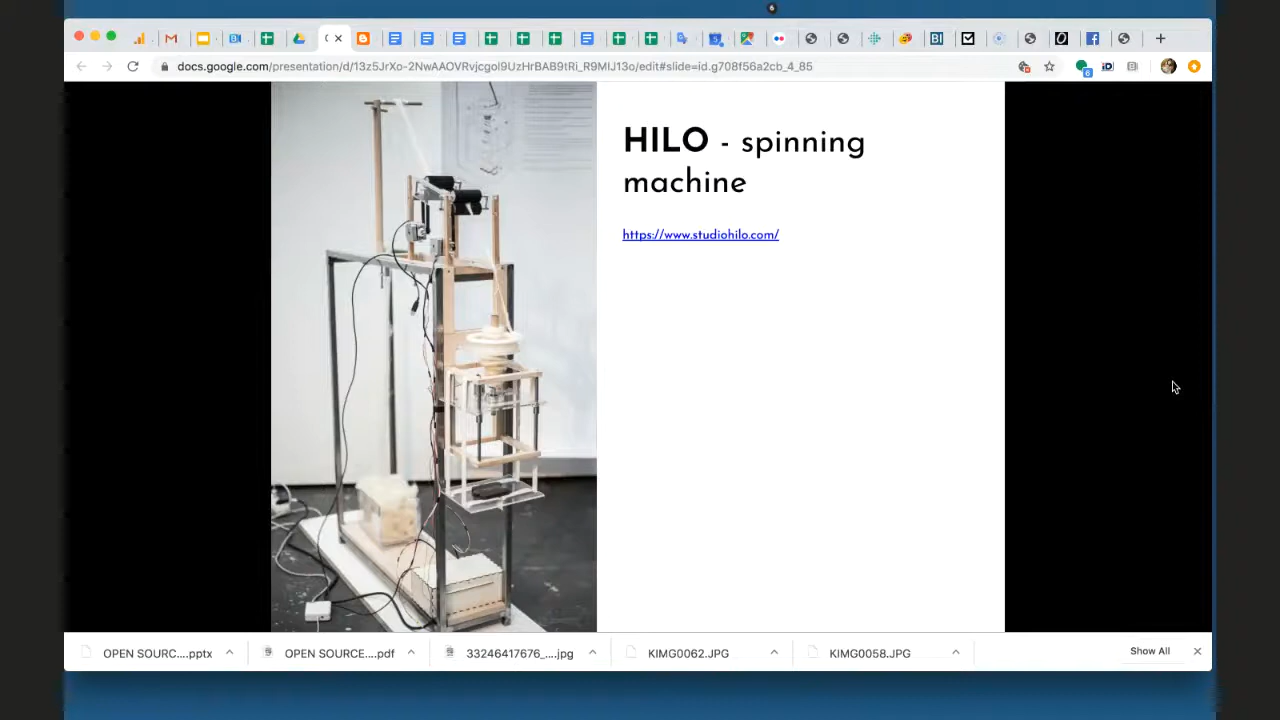 docs.google.com/presentation/d/13z5JrXo-2NwAAOVRvjcgol9UzHrBAB9tRi_R9MIJ13o/edit#slide=id.g708f56a2cb_4_85
HILO - spinning
machine
https://www.studiohilo.com/
OPEN SOURC....pptx
OPEN SOURCE....pdf
33246417676_....jpg
KIMG0062.JPG
KIMG0058.JPG
Show All